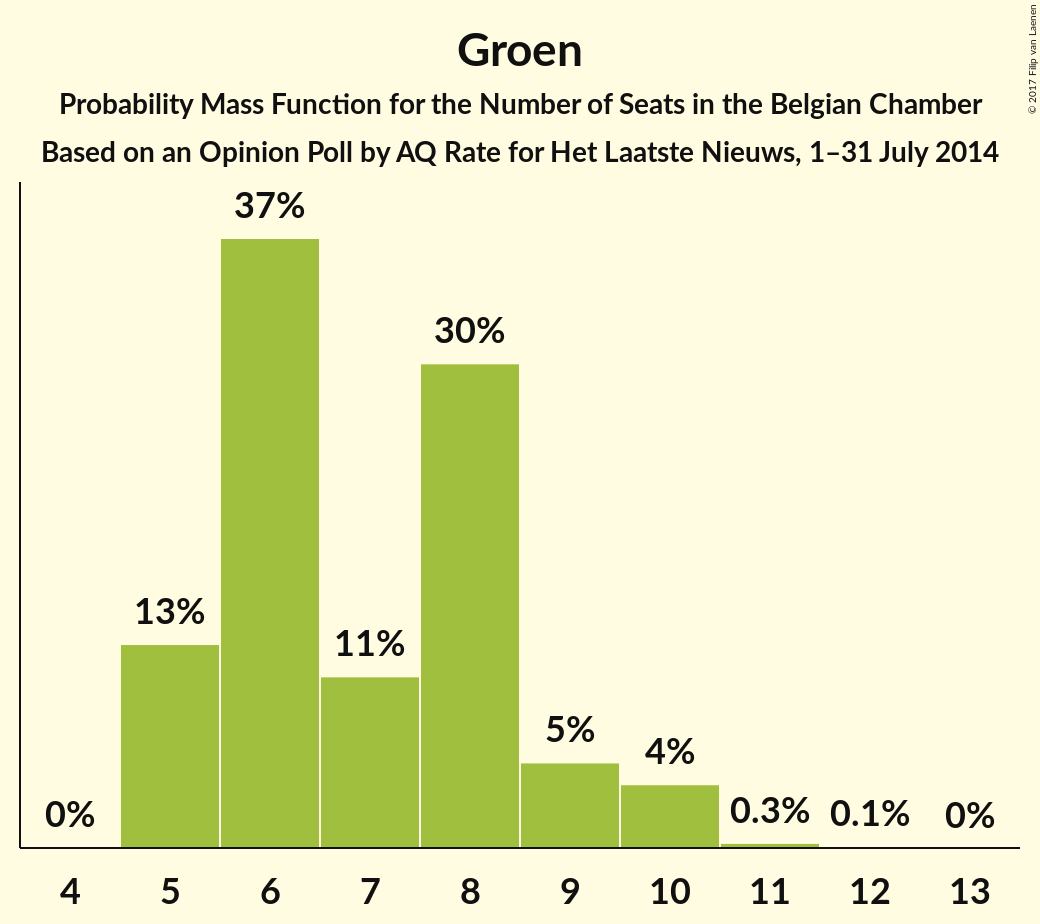 Groen
Probability Mass Function for the Number of Seats in the Belgian Chamber
Based on an Opinion Poll by AQ Rate for Het Laatste Nieuws, 1–31 July 2014
© 2017 Filip van Laenen
37%
30%
13%
11%
5%
4%
0%
0.3%
0.1%
0%
4 5 6 7 8 9 10 11 12 13